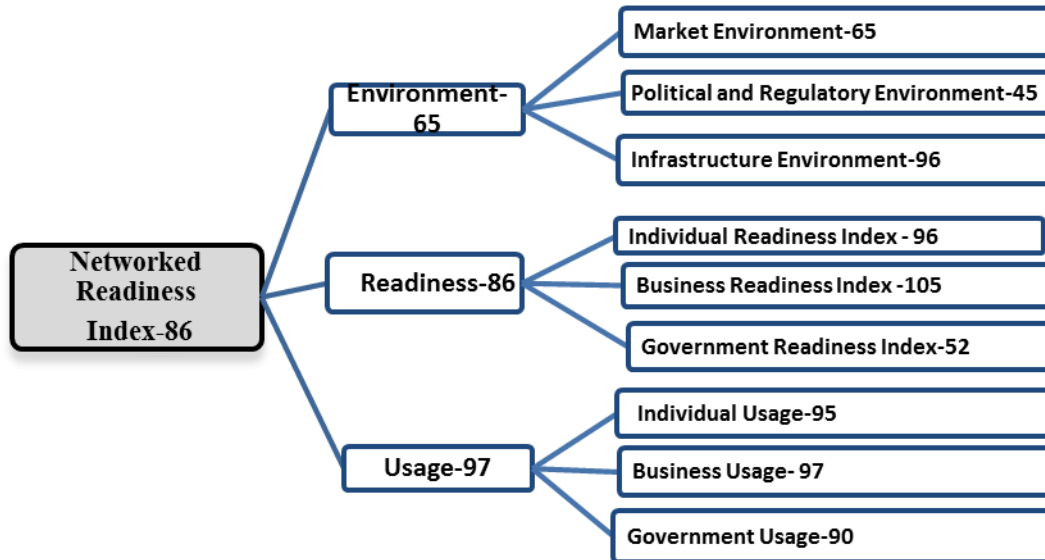 Networked
Readiness
Index-86
Environment-
65
Market Environment-65
Political and Regulatory Environment-45
Infrastructure Environment-96
Readiness-86
Individual Readiness Index - 96
Business Readiness Index -105
Government Readiness Index-52
Usage-97
Individual Usage-95
Business Usage- 97
Government Usage-90